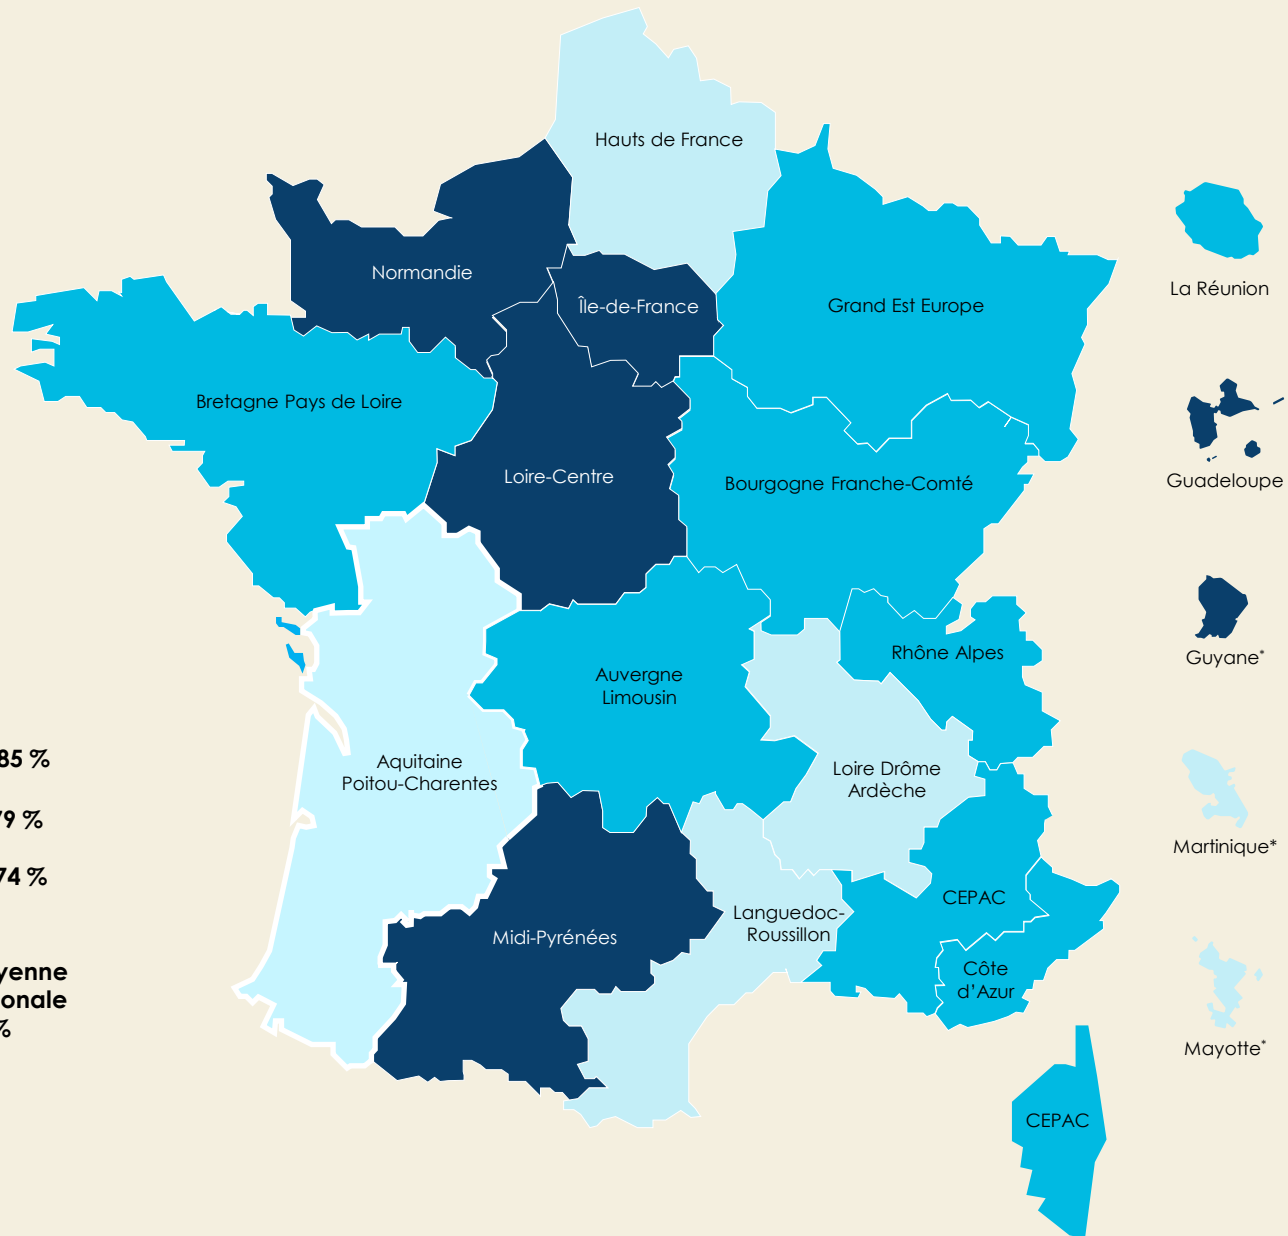 Hauts de France
Normandie
Île-de-France
Grand Est Europe
La Réunion
Bretagne Pays de Loire
Loire-Centre
Bourgogne Franche-Comté
Guadeloupe
Guyane*
Rhône Alpes
Auvergne
Limousin
Aquitaine
Poitou-Charentes
Loire Drôme
Ardèche
Martinique*
CEPAC
Languedoc-
Roussillon
Midi-Pyrénées
Côte
d’Azur
Mayotte*
CEPAC
85 %
79 %
74 %
yenne
onale
%